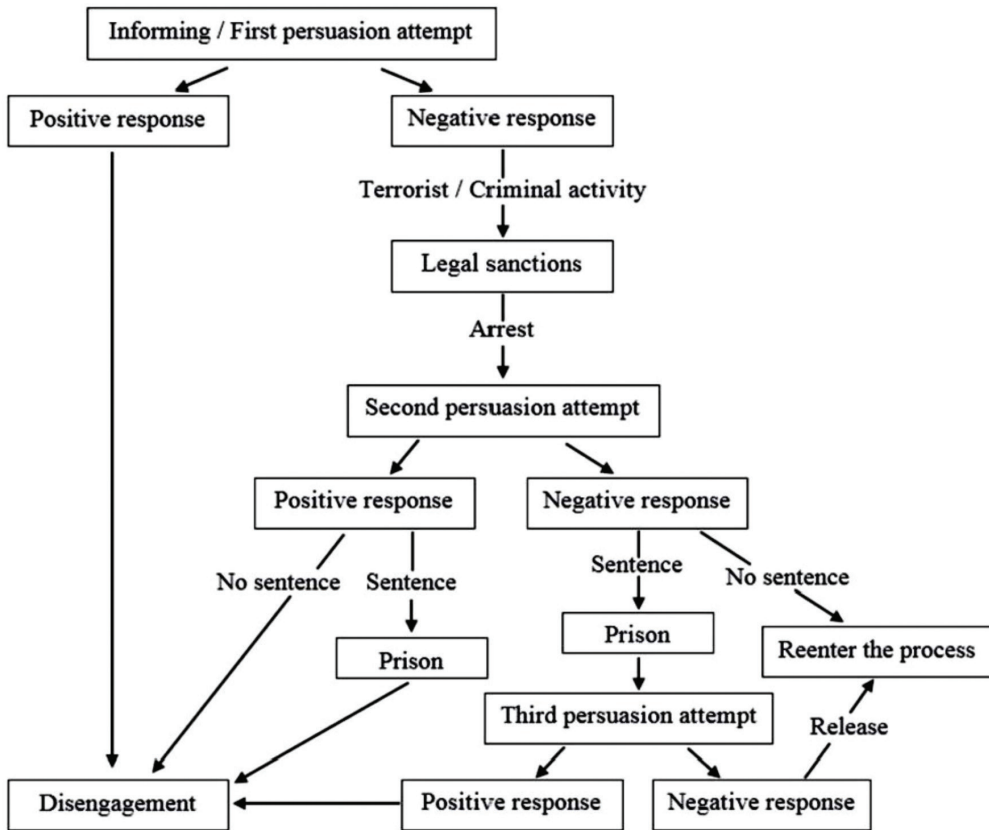 Informing / First persuasion attempt
Positive response
Negative response
Terrorist / Criminal activity
Legal sanctions
Arrest
Second persuasion attempt
Positive response
Negative response
No sentence
Sentence
Sentence
No sentence
Prison
Prison
Reenter the process
Third persuasion attempt
Release
Disengagement
Positive response
Negative response